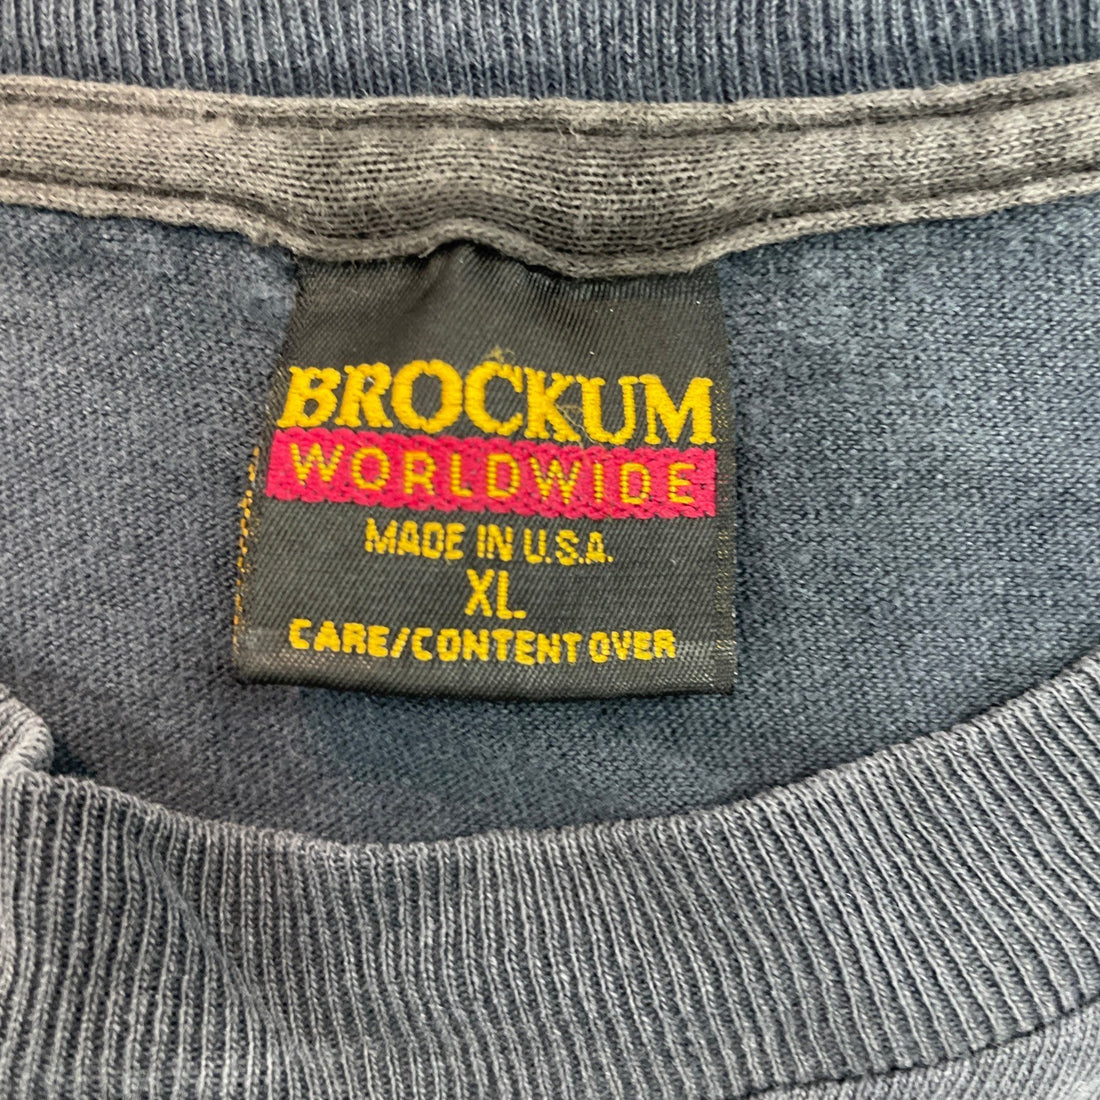 BROCKUM
WORLDWIDE
MADE IN U.S.A.
XL
CARE/CONTENT OVER